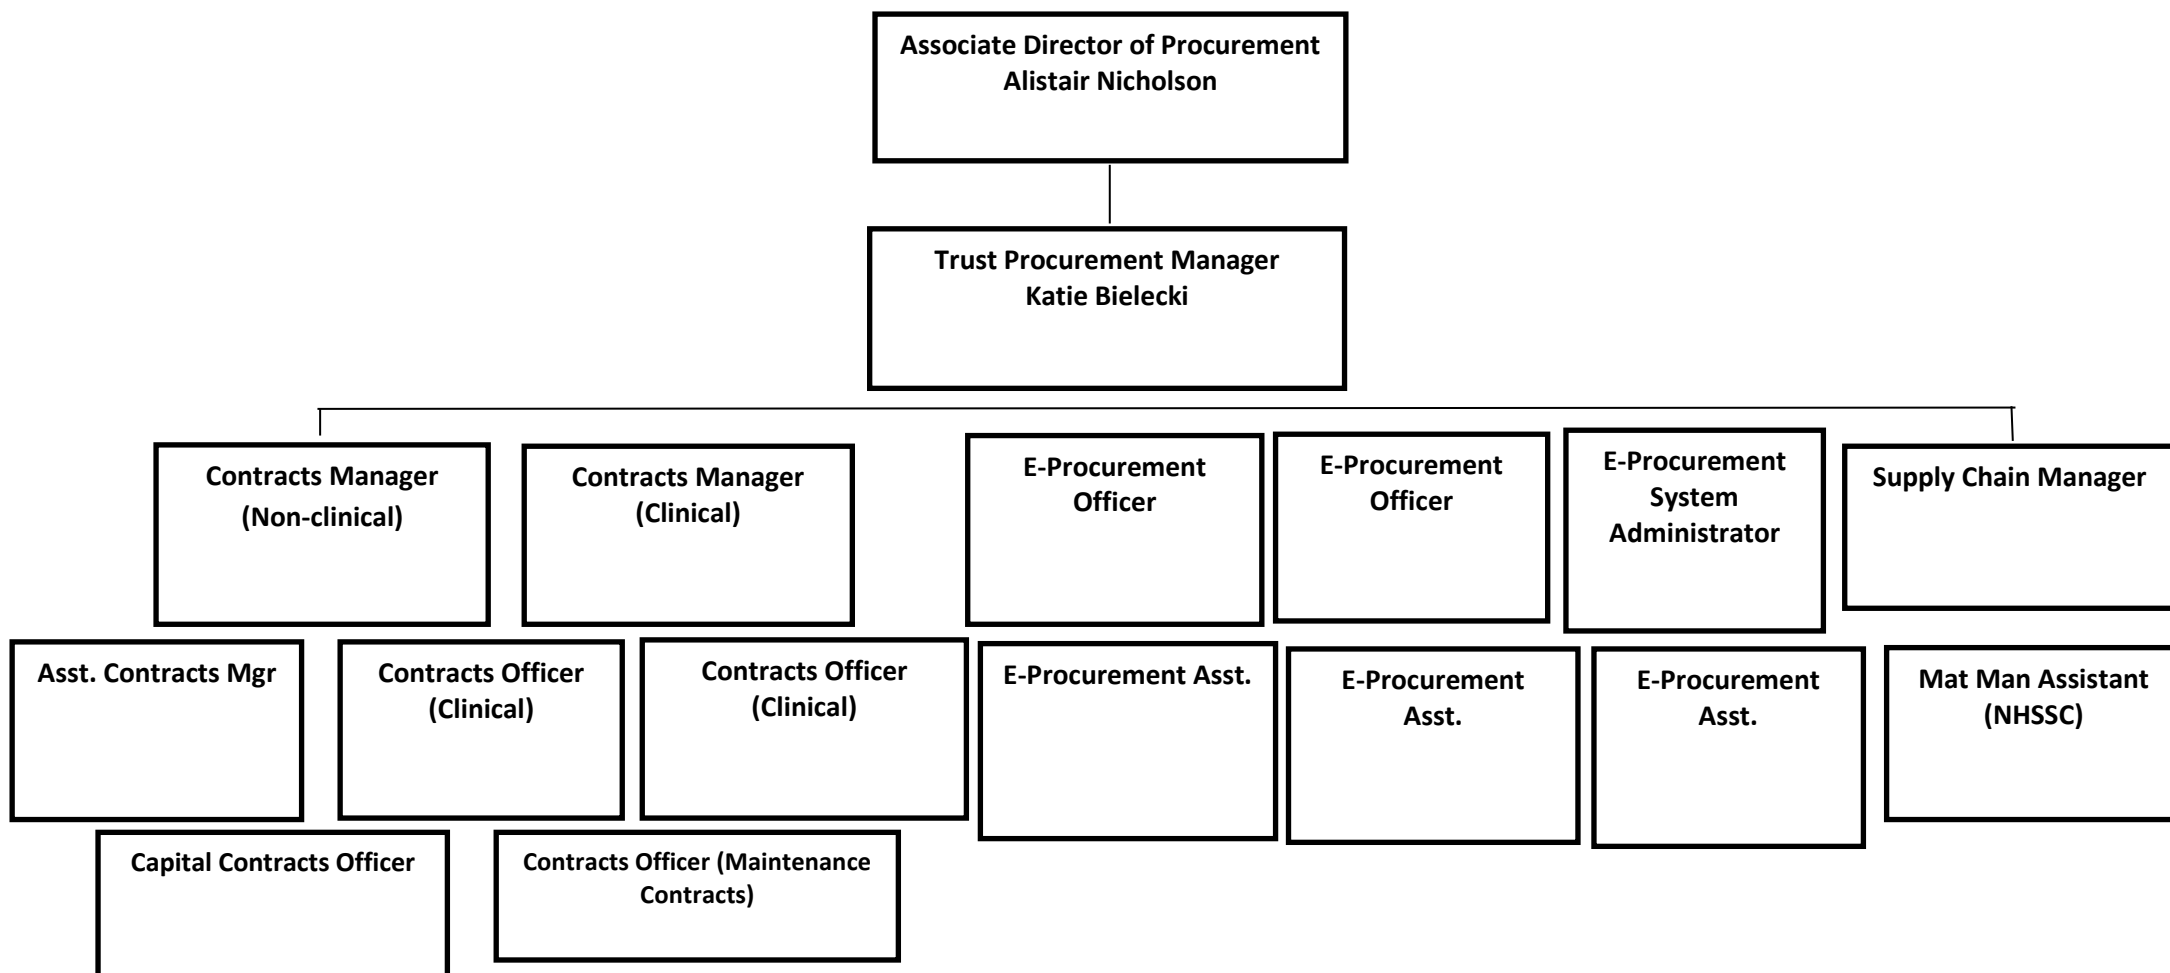 Associate Director of Procurement
Alistair Nicholson
Trust Procurement Manager
Katie Bielecki
Contracts Manager
(Non-clinical)
Contracts Manager
(Clinical)
E-Procurement
Officer
E-Procurement
Officer
E-Procurement
System
Administrator
Supply Chain Manager
Asst. Contracts Mgr
Contracts Officer
(Clinical)
Contracts Officer
(Clinical)
E-Procurement Asst.
E-Procurement
Asst.
E-Procurement
Asst.
Mat Man Assistant
(NHSSC)
Capital Contracts Officer
Contracts Officer (Maintenance
Contracts)